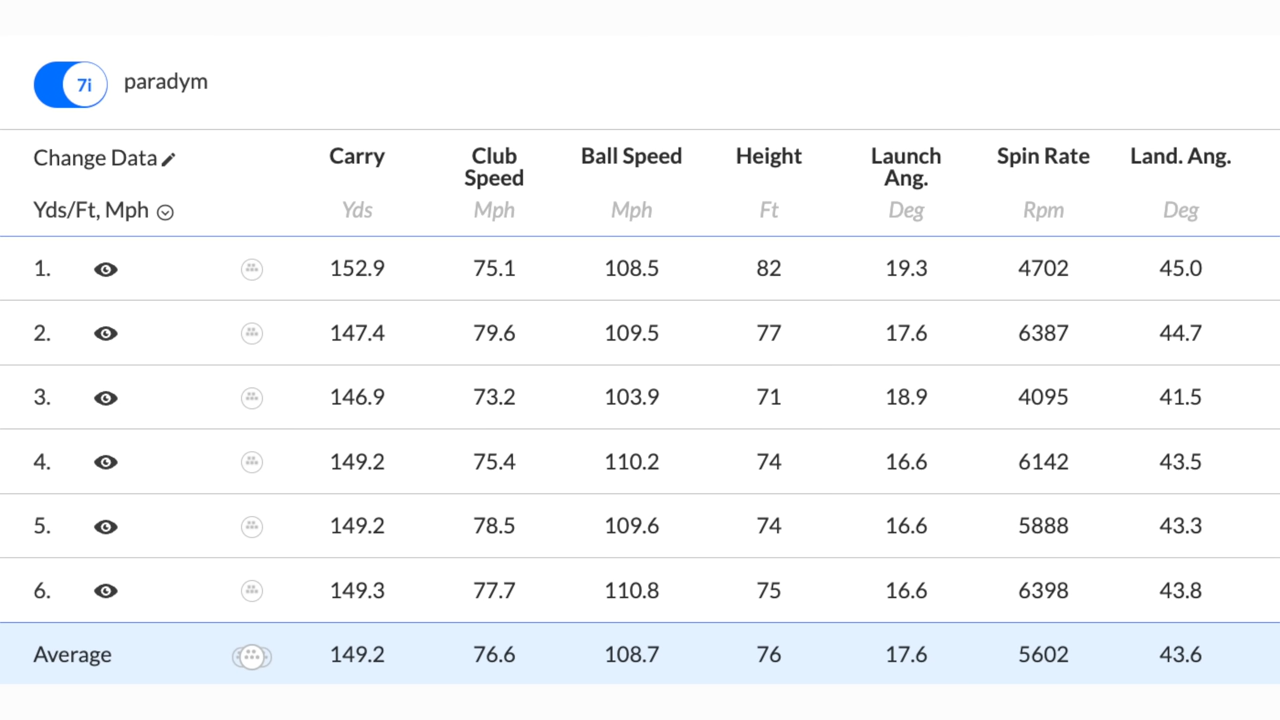 7i paradym
Change Data Carry Club Speed Ball Speed Height Launch Ang. Spin Rate Land. Ang.
Yds/Ft, Mph Yds Mph Mph Ft Deg Rpm Deg
1. 152.9 75.1 108.5 82 19.3 4702 45.0
2. 147.4 79.6 109.5 77 17.6 6387 44.7
3. 146.9 73.2 103.9 71 18.9 4095 41.5
4. 149.2 75.4 110.2 74 16.6 6142 43.5
5. 149.2 78.5 109.6 74 16.6 5888 43.3
6. 149.3 77.7 110.8 75 16.6 6398 43.8
Average 149.2 76.6 108.7 76 17.6 5602 43.6